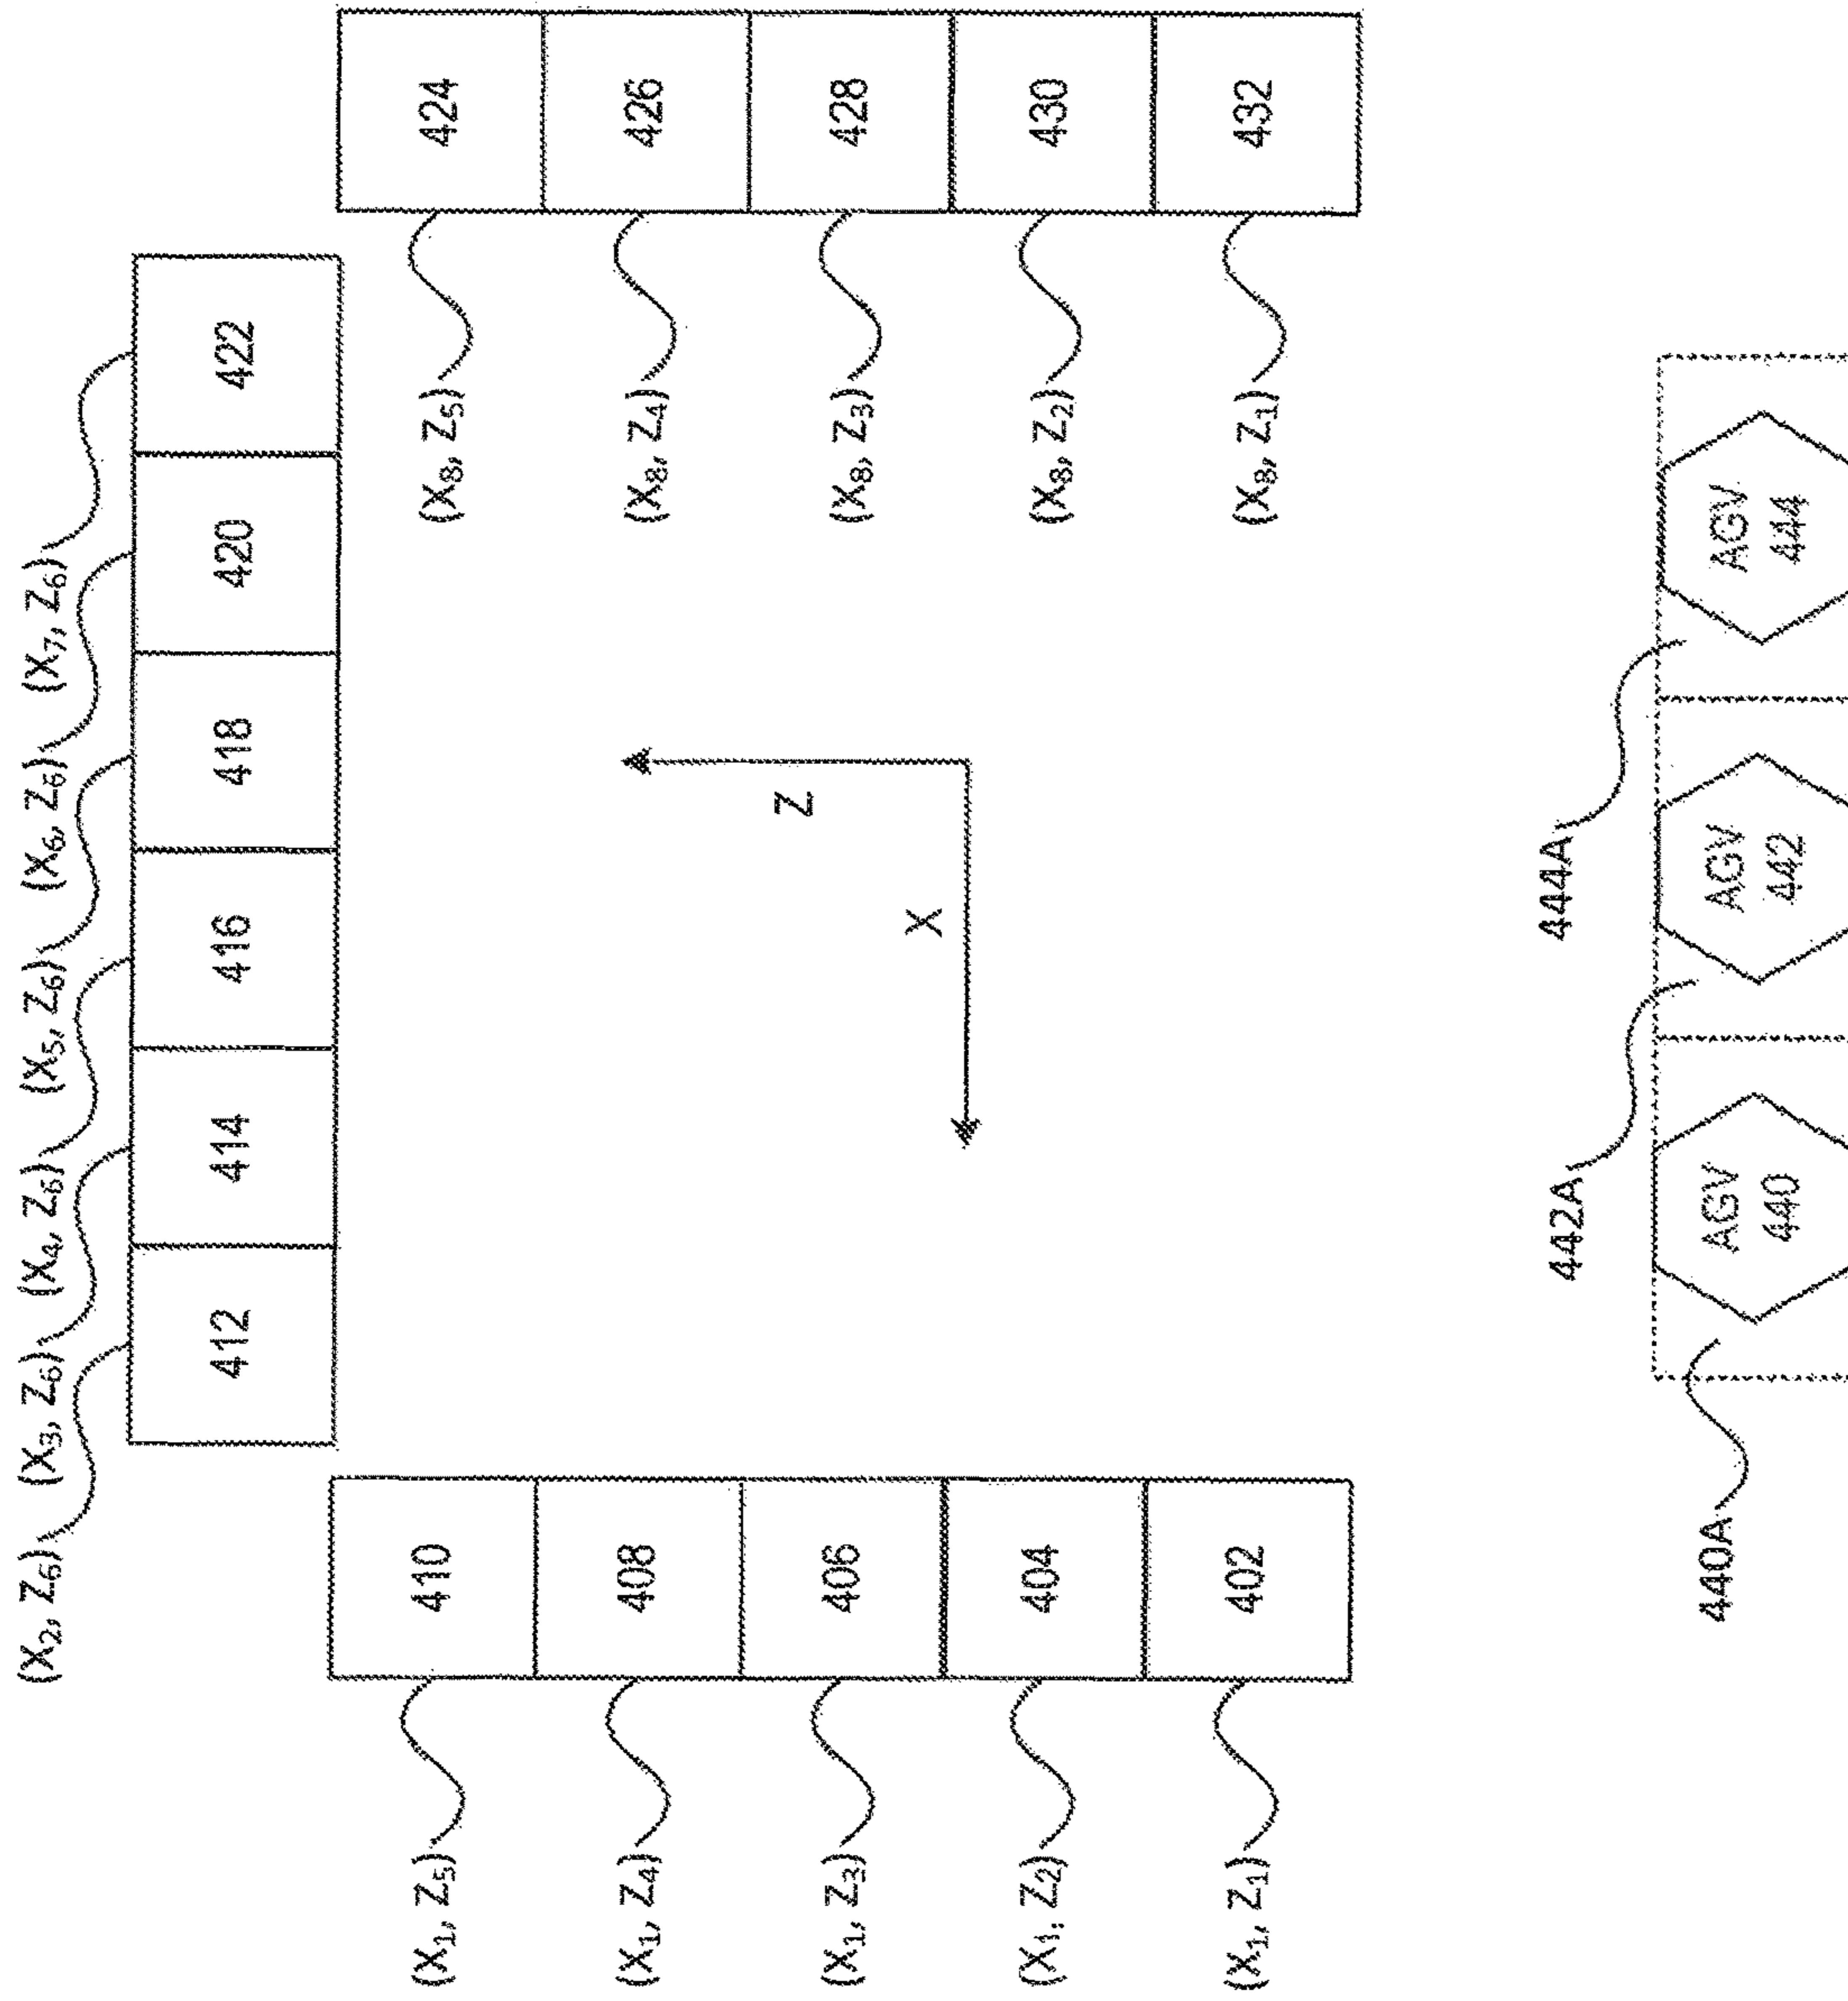 (X₁, Z₁)
(X₁, Z₂)
(X₁, Z₃)
(X₁, Z₄)
(X₁, Z₅)
402
404
406
408
410
(X₂, Z₆)
(X₃, Z₆)
(X₄, Z₆)
(X₅, Z₆)
(X₆, Z₆)
(X₇, Z₆)
412
414
416
418
420
422
X
Z
440A
442A
444A
AGV
440
AGV
442
AGV
444
(X₈, Z₁)
(X₈, Z₂)
(X₈, Z₃)
(X₈, Z₄)
(X₈, Z₅)
432
430
428
426
424